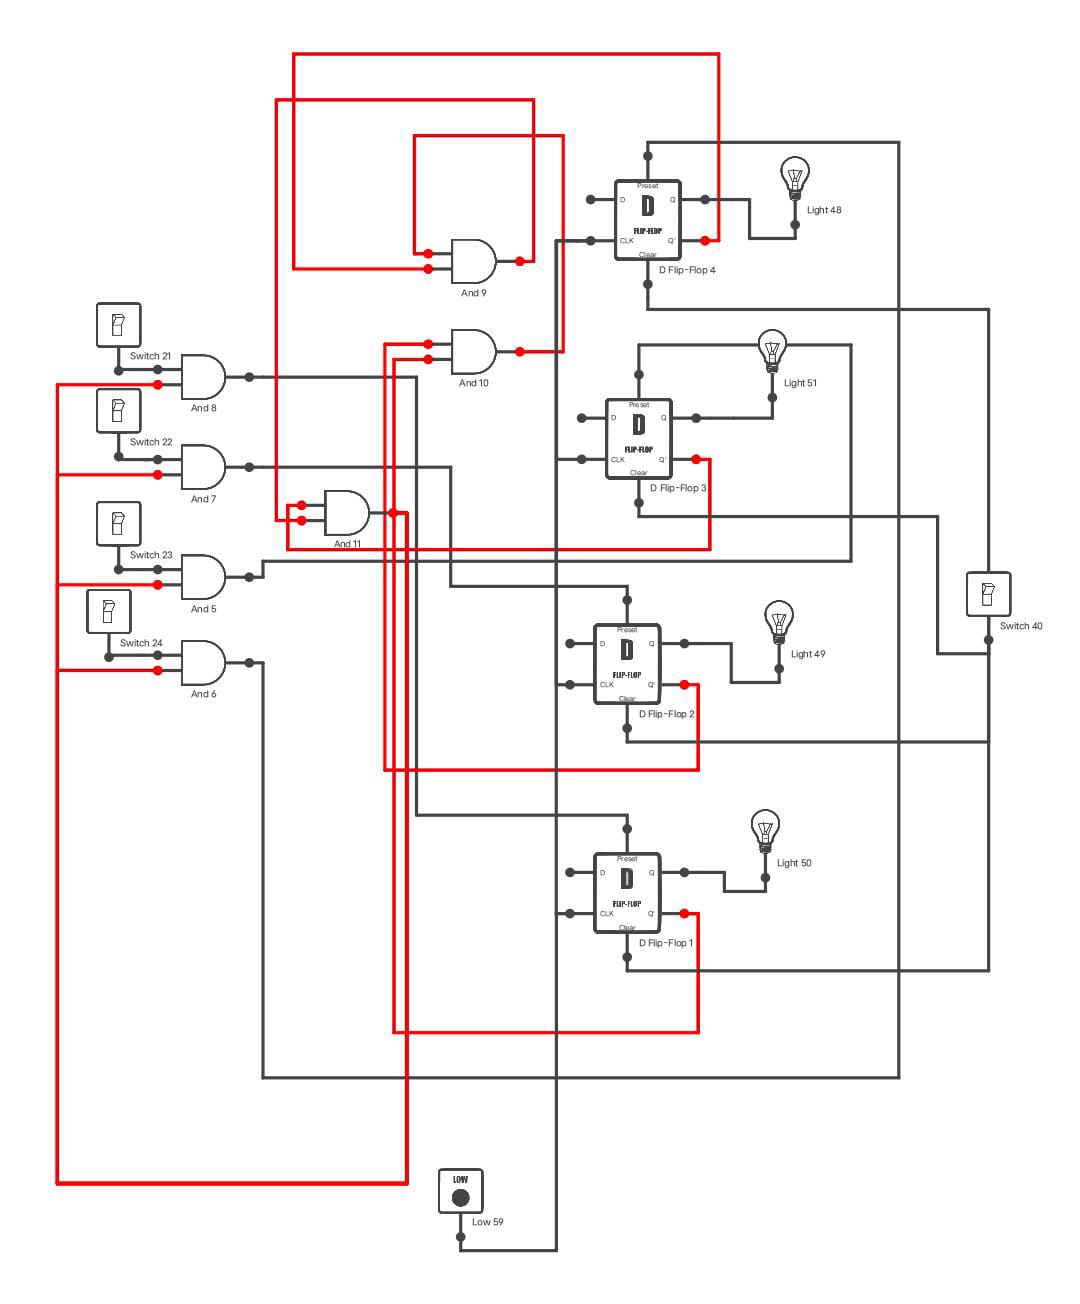 Preset
D
Q
D
FLIP-FLOP
CLK
Q'
Clear
D Flip-Flop 4
Light 48
And 9
Switch 21
And 10
And 8
Light 51
Preset
D
Q
D
FLIP-FLOP
CLK
Q'
Clear
D Flip-Flop 3
Switch 22
And 7
And 11
Switch 23
And 5
Switch 24
And 6
Switch 40
Preset
D
Q
D
FLIP-FLOP
CLK
Q'
Clear
D Flip-Flop 2
Light 49
Preset
D
Q
D
FLIP-FLOP
CLK
Q'
Clear
D Flip-Flop 1
Light 50
LOW
Low 59